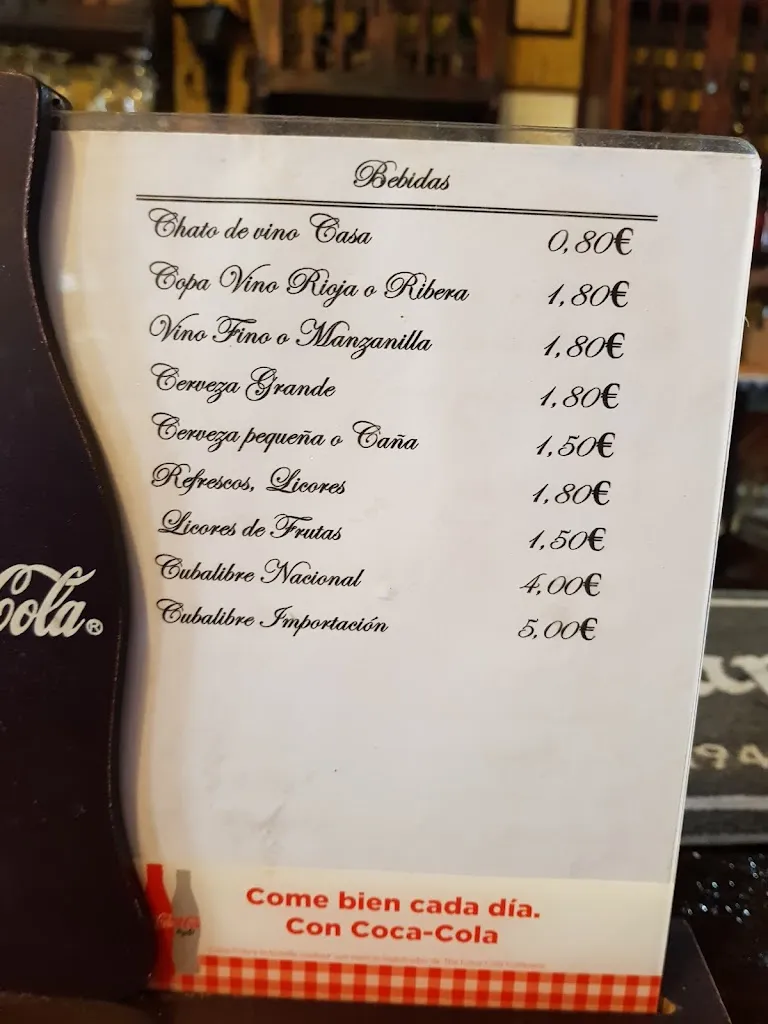 Bebidas
Chato de vino Casa 0,80€
Copa Vino Rioja o Ribera 1,80€
Vino Fino o Manzanilla 1,80€
Cerveza Grande 1,80€
Cerveza pequeña o Caña 1,50€
Refrescos, Licores 1,80€
Licores de Frutas 1,50€
Cubalibre Nacional 4,00€
Cubalibre Importación 5,00€
Cola®
Come bien cada día.
Con Coca-Cola